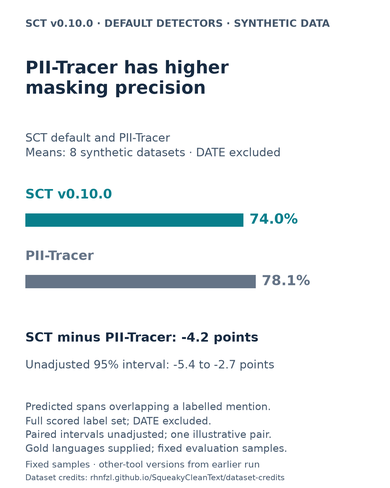 SCT v0.10.0 · DEFAULT DETECTORS · SYNTHETIC DATA
PII-Tracer has higher
masking precision
SCT default and PII-Tracer
Means: 8 synthetic datasets · DATE excluded
SCT v0.10.0
74.0%
PII-Tracer
78.1%
SCT minus PII-Tracer: -4.2 points
Unadjusted 95% interval: -5.4 to -2.7 points
Predicted spans overlapping a labelled mention.
Full scored label set; DATE excluded.
Paired intervals unadjusted; one illustrative pair.
Gold languages supplied; fixed evaluation samples.
Fixed samples · other-tool versions from earlier run
Dataset credits: rhnfzl.github.io/SqueakyCleanText/dataset-credits